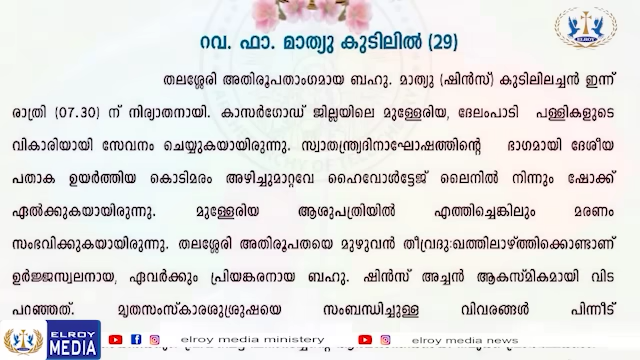 ELROY
റവ. ഫാ. മാത്യു കുടിലിൽ (29)
തലശ്ശേരി അതിരൂപതാംഗമായ ബഹു. മാത്യു (ഷിൻസ്) കുടിലിലച്ചൻ ഇന്ന്
രാത്രി (07.30) ന് നിര്യാതനായി. കാസർഗോഡ് ജില്ലയിലെ മുള്ളേരിയ, ദേലംപാടി പള്ളികളുടെ
വികാരിയായി സേവനം ചെയ്യുകയായിരുന്നു. സ്വാതന്ത്ര്യദിനാഘോഷത്തിന്റെ ഭാഗമായി ദേശീയ
പതാക ഉയർത്തിയ കൊടിമരം അഴിച്ചുമാറ്റവേ ഹൈവോൾട്ടേജ് ലൈനിൽ നിന്നും ഷോക്ക്
ഏൽക്കുകയായിരുന്നു. മുള്ളേരിയ ആശുപത്രിയിൽ എത്തിച്ചെങ്കിലും മരണം
സംഭവിക്കുകയായിരുന്നു. തലശ്ശേരി അതിരൂപതയെ മുഴുവൻ തീവ്രദുഃഖത്തിലാഴ്ത്തിക്കൊണ്ടാണ്
ഊർജ്ജസ്വലനായ, ഏവർക്കും പ്രിയങ്കരനായ ബഹു. ഷിൻസ് അച്ചൻ ആകസ്മികമായി വിട
പറഞ്ഞത്. മൃതസംസ്കാരശുശ്രുഷയെ സംബന്ധിച്ചുള്ള വിവരങ്ങൾ പിന്നീട്
ELROY MEDIA elroy media ministery elroy media news